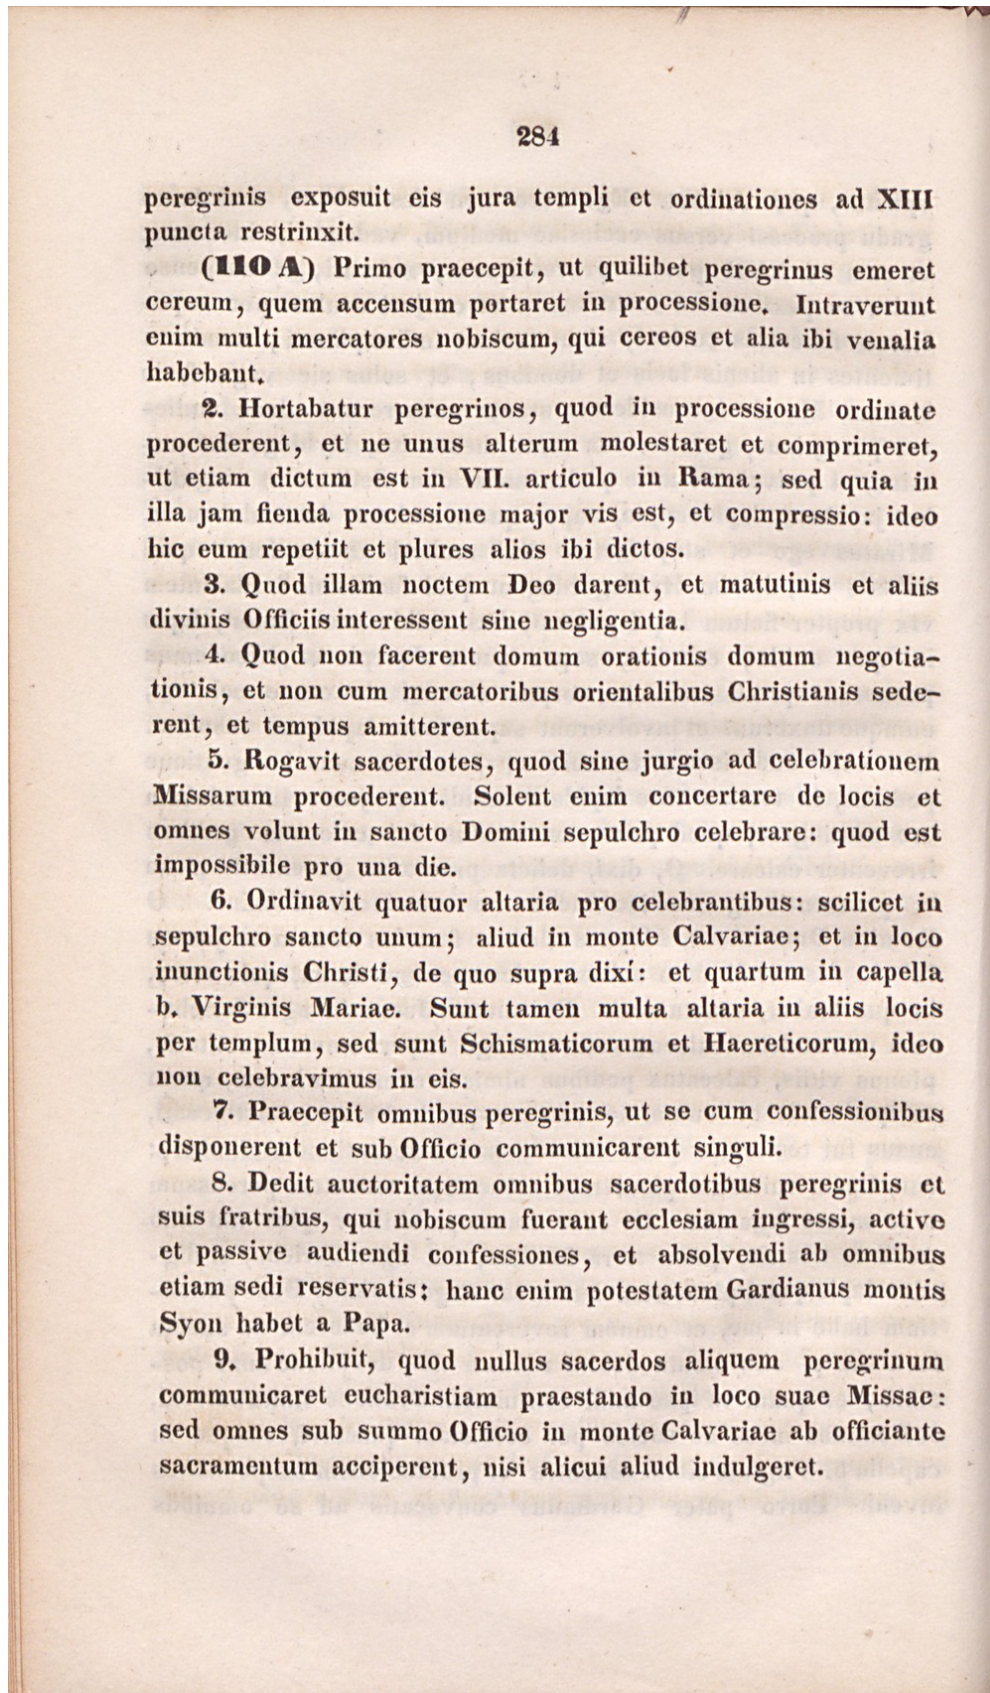 284
peregrinis exposuit eis jura templi et ordinationes ad XIII
puncta restrinxit.
(110 A) Primo praecepit, ut quilibet peregrinus emeret
cereum, quem accensum portaret in processione. Intraverunt
enim multi mercatores nobiscum, qui cereos et alia ibi venalia
habebant.
2. Hortabatur peregrinos, quod in processione ordinate
procederent, et ne unus alterum molestaret et comprimeret,
ut etiam dictum est in VII. articulo in Rama; sed quia in
illa jam fienda processione major vis est, et compressio: ideo
hic eum repetiit et plures alios ibi dictos.
3. Quod illam noctem Deo darent, et matutinis et aliis
divinis Officiis interessent sine negligentia.
4. Quod non facerent domum orationis domum negotia-
tionis, et non cum mercatoribus orientalibus Christianis sede-
rent, et tempus amitterent.
5. Rogavit sacerdotes, quod sine jurgio ad celebrationem
Missarum procederent. Solent enim concertare de locis et
omnes volunt in sancto Domini sepulchro celebrare: quod est
impossibile pro una die.
6. Ordinavit quatuor altaria pro celebrantibus: scilicet in
sepulchro sancto unum; aliud in monte Calvariae; et in loco
inunctionis Christi, de quo supra dixi: et quartum in capella
b. Virginis Mariae. Sunt tamen multa altaria in aliis locis
per templum, sed sunt Schismaticorum et Haereticorum, ideo
non celebravimus in eis.
7. Praecepit omnibus peregrinis, ut se cum confessionibus
disponerent et sub Officio communicarent singuli.
8. Dedit auctoritatem omnibus sacerdotibus peregrinis et
suis fratribus, qui nobiscum fuerant ecclesiam ingressi, active
et passive audiendi confessiones, et absolvendi ab omnibus
etiam sedi reservatis: hanc enim potestatem Gardianus montis
Syon habet a Papa.
9. Prohibuit, quod nullus sacerdos aliquem peregrinum
communicaret eucharistiam praestando in loco suae Missae:
sed omnes sub summo Officio in monte Calvariae ab officiante
sacramentum acciperent, nisi alicui aliud indulgeret.